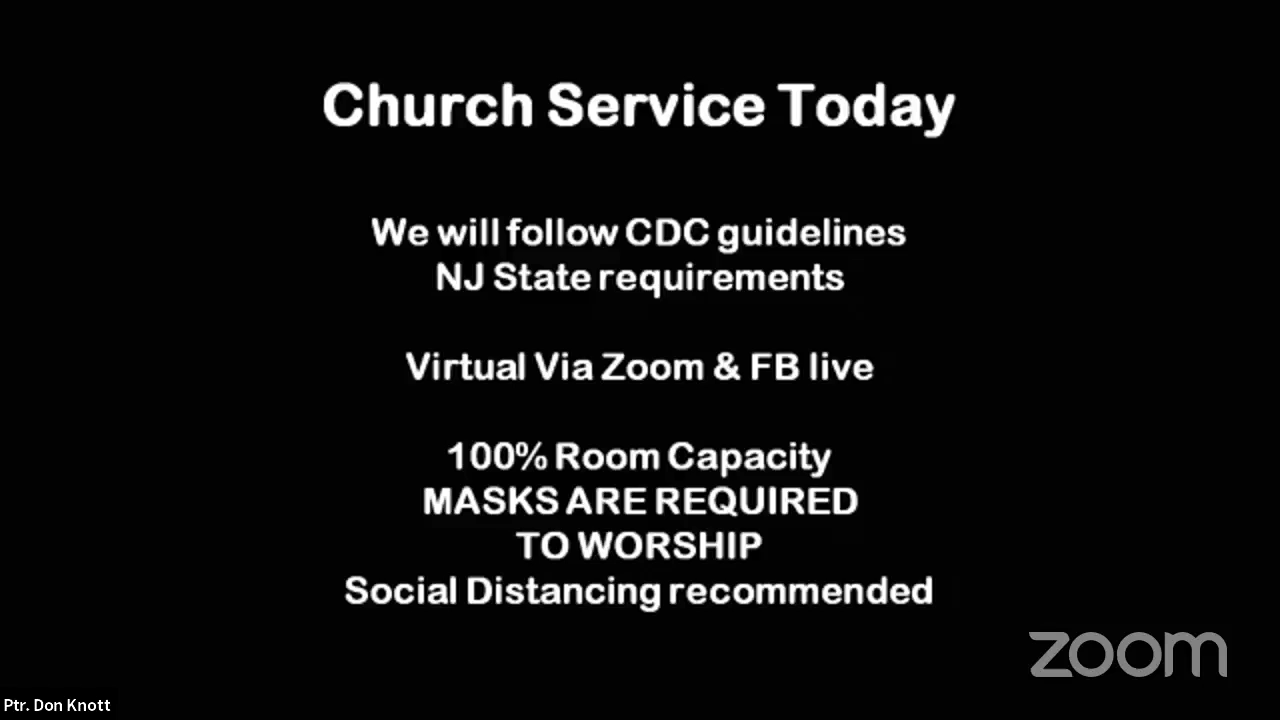 Church Service Today
We will follow CDC guidelines
NJ State requirements
Virtual Via Zoom & FB live
100% Room Capacity
MASKS ARE REQUIRED
TO WORSHIP
Social Distancing recommended
zoom
Ptr. Don Knott